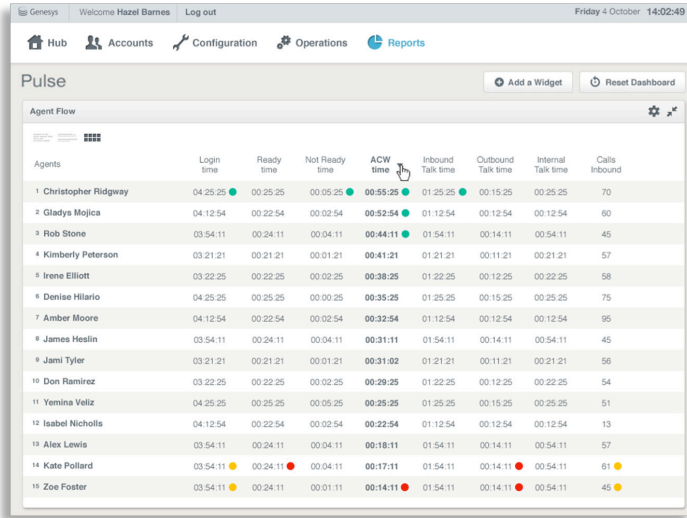 Genesys Welcome Hazel Barnes Log out Friday 4 October 14:02:49
Hub Accounts Configuration Operations Reports
Pulse Add a Widget Reset Dashboard
Agent Flow
Agents Login time Ready time Not Ready time ACW time Inbound Talk time Outbound Talk time Internal Talk time Calls Inbound
1 Christopher Ridgway 04:25:25 00:25:25 00:05:25 00:55:25 01:25:25 00:15:25 00:25:25 70
2 Gladys Mojica 04:12:54 00:22:54 00:02:54 00:52:54 01:12:54 00:12:54 00:12:54 60
3 Rob Stone 03:54:11 00:24:11 00:04:11 00:44:11 01:54:11 00:14:11 00:54:11 45
4 Kimberly Peterson 03:21:21 00:21:21 00:01:21 00:41:21 01:21:21 00:11:21 00:21:21 57
5 Irene Elliott 03:22:25 00:22:25 00:02:25 00:38:25 01:22:25 00:12:25 00:22:25 58
6 Denise Hilario 04:25:25 00:25:25 00:00:25 00:35:25 01:25:25 00:15:25 00:25:25 75
7 Amber Moore 04:12:54 00:22:54 00:02:54 00:32:54 01:12:54 00:12:54 00:12:54 95
8 James Heslin 03:54:11 00:24:11 00:04:11 00:31:11 01:54:11 00:14:11 00:54:11 45
9 Jami Tyler 03:21:21 00:21:21 00:01:21 00:31:02 01:21:21 00:11:21 00:21:21 56
10 Don Ramirez 03:22:25 00:22:25 00:02:25 00:29:25 01:22:25 00:12:25 00:22:25 54
11 Yemina Veliz 04:25:25 00:25:25 00:05:25 00:25:25 01:25:25 00:15:25 00:25:25 51
12 Isabel Nicholls 04:12:54 00:22:54 00:02:54 00:22:54 01:12:54 00:12:54 00:12:54 13
13 Alex Lewis 03:54:11 00:24:11 00:04:11 00:18:11 01:54:11 00:14:11 00:54:11 57
14 Kate Pollard 03:54:11 00:24:11 00:04:11 00:17:11 01:54:11 00:14:11 00:54:11 61
15 Zoe Foster 03:54:11 00:24:11 00:01:11 00:14:11 01:54:11 00:14:11 00:54:11 45